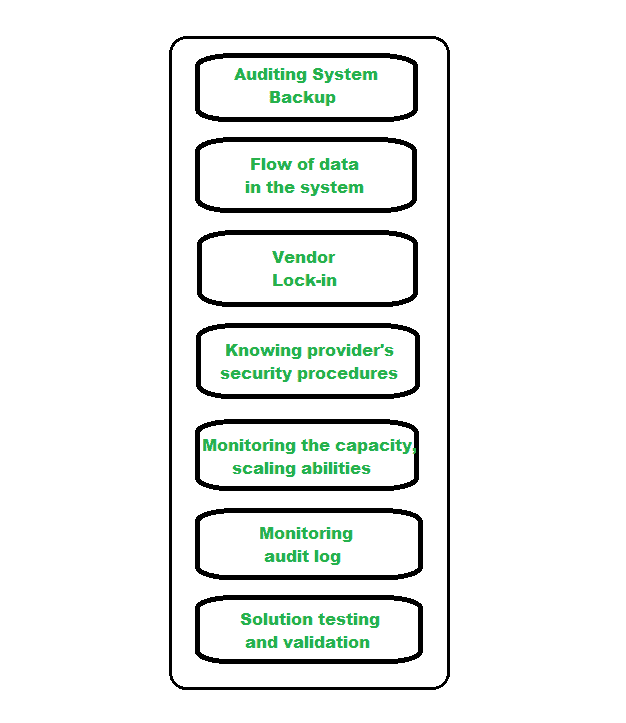 Auditing System
Backup
Flow of data
in the system
Vendor
Lock-in
Knowing provider's
security procedures
Monitoring the capacity,
scaling abilities
Monitoring
audit log
Solution testing
and validation